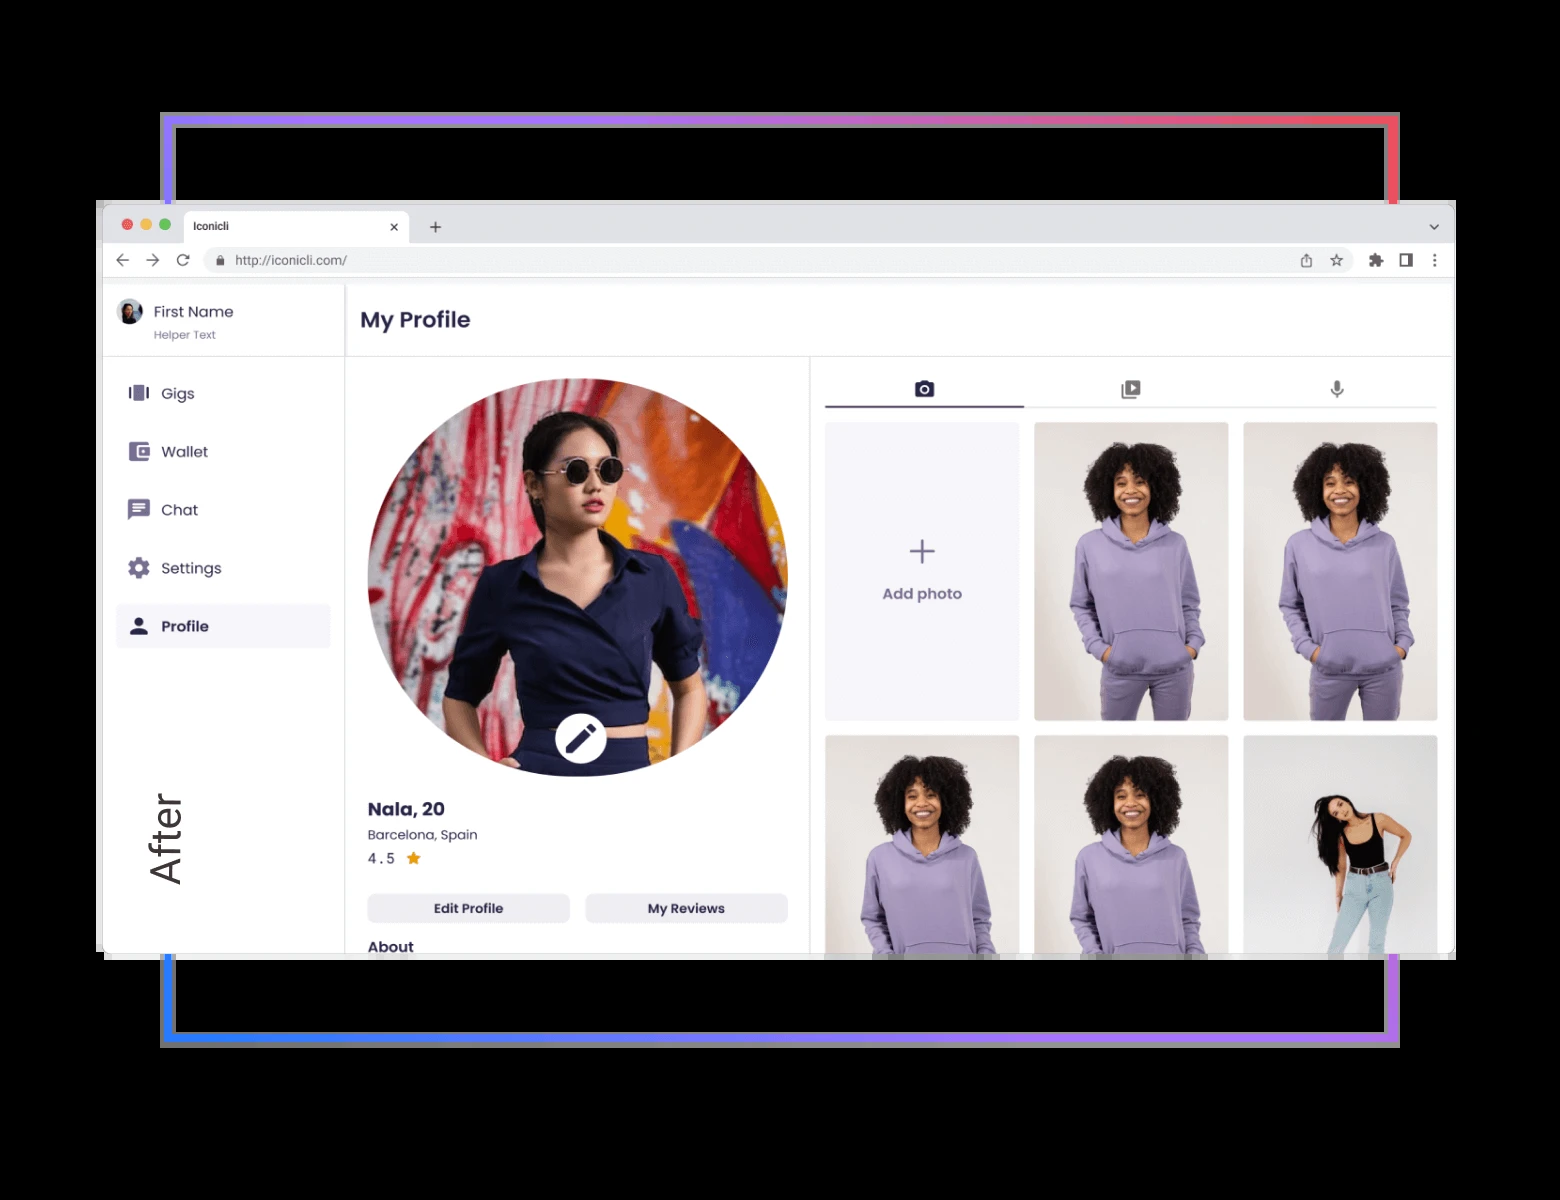 Iconicli
http://iconicli.com/
First Name
Helper Text
My Profile
Gigs
Wallet
Chat
Settings
Profile
After
Nala, 20
Barcelona, Spain
4.5
Edit Profile
My Reviews
About
Add photo